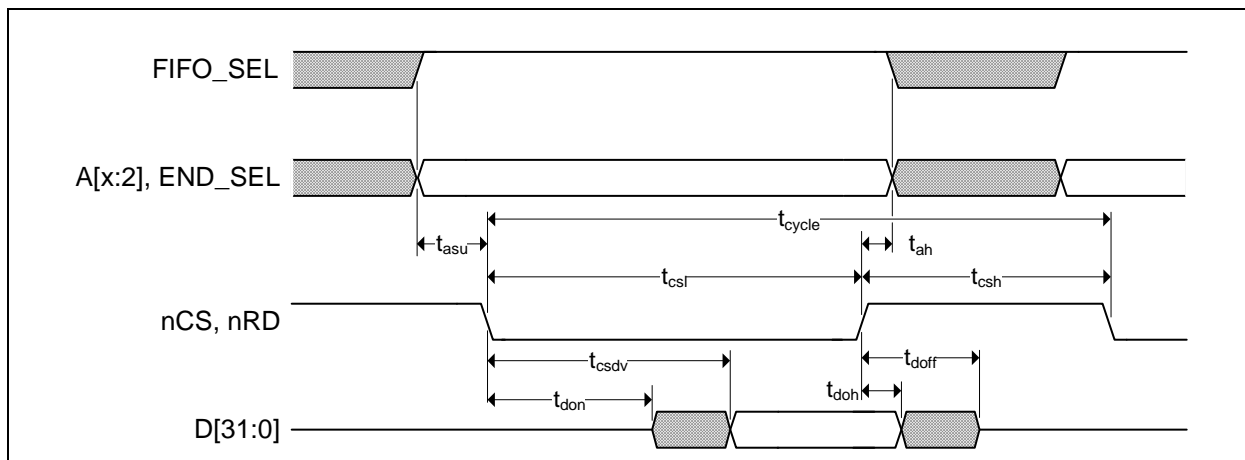 FIFO_SEL
A[x:2], END_SEL
tcycle
tasu
tah
tcsl
tcsh
nCS, nRD
tcsdv
tdoff
tdon
tdoh
D[31:0]